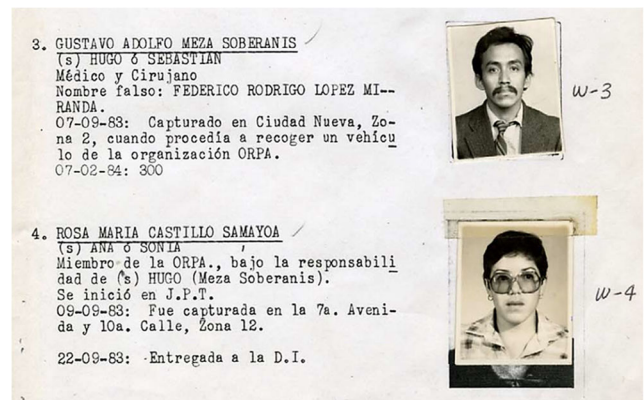 3. GUSTAVO ADOLFO MEZA SOBERANIS
(s) HUGO ó SEBASTIAN
Médico y Cirujano
Nombre falso: FEDERICO RODRIGO LOPEZ MI--
RANDA.
07-09-83: Capturado en Ciudad Nueva, Zo-
na 2, cuando procedía a recoger un vehícu
lo de la organización ORPA.
07-02-84: 300
W-3
4. ROSA MARIA CASTILLO SAMAYOA
(s) ANA ó SONIA
Miembro de la ORPA., bajo la responsabili
dad de (s) HUGO (Meza Soberanis).
Se inició en J.P.T.
09-09-83: Fue capturada en la 7a. Aveni-
da y 10a. Calle, Zona 12.
22-09-83: Entregada a la D.I.
W-4